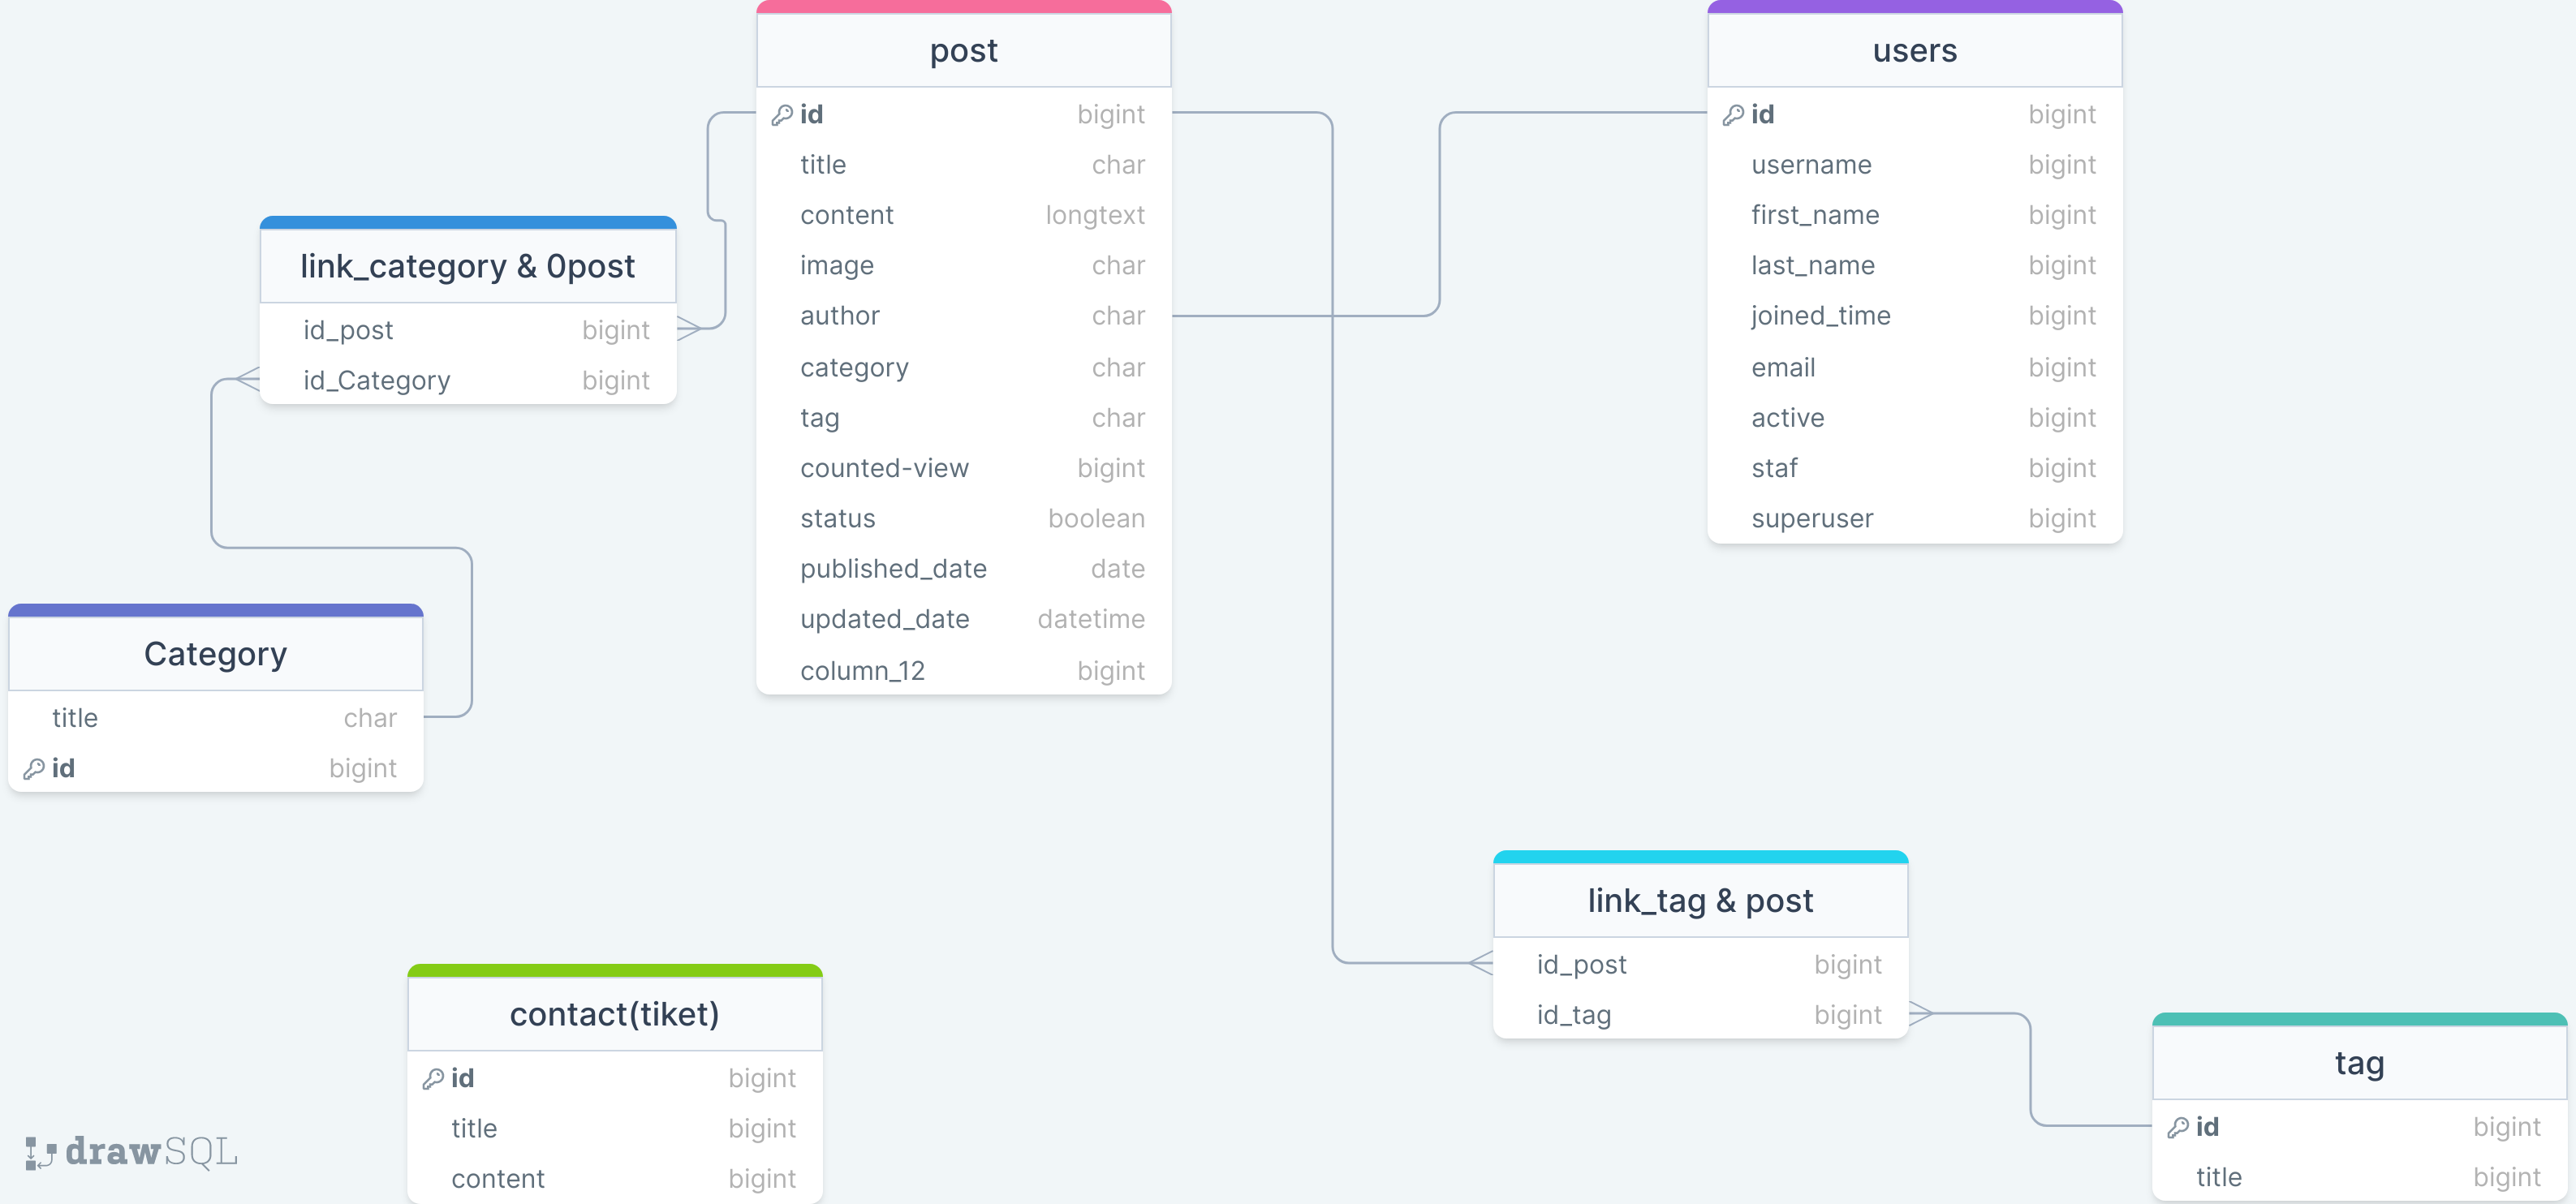 post
id bigint
title char
content longtext
image char
author char
category char
tag char
counted-view bigint
status boolean
published_date date
updated_date datetime
column_12 bigint
users
id bigint
username bigint
first_name bigint
last_name bigint
joined_time bigint
email bigint
active bigint
staf bigint
superuser bigint
link_category & 0post
id_post bigint
id_Category bigint
Category
title char
id bigint
link_tag & post
id_post bigint
id_tag bigint
contact(tiket)
id bigint
title bigint
content bigint
tag
id bigint
title bigint
drawSQL